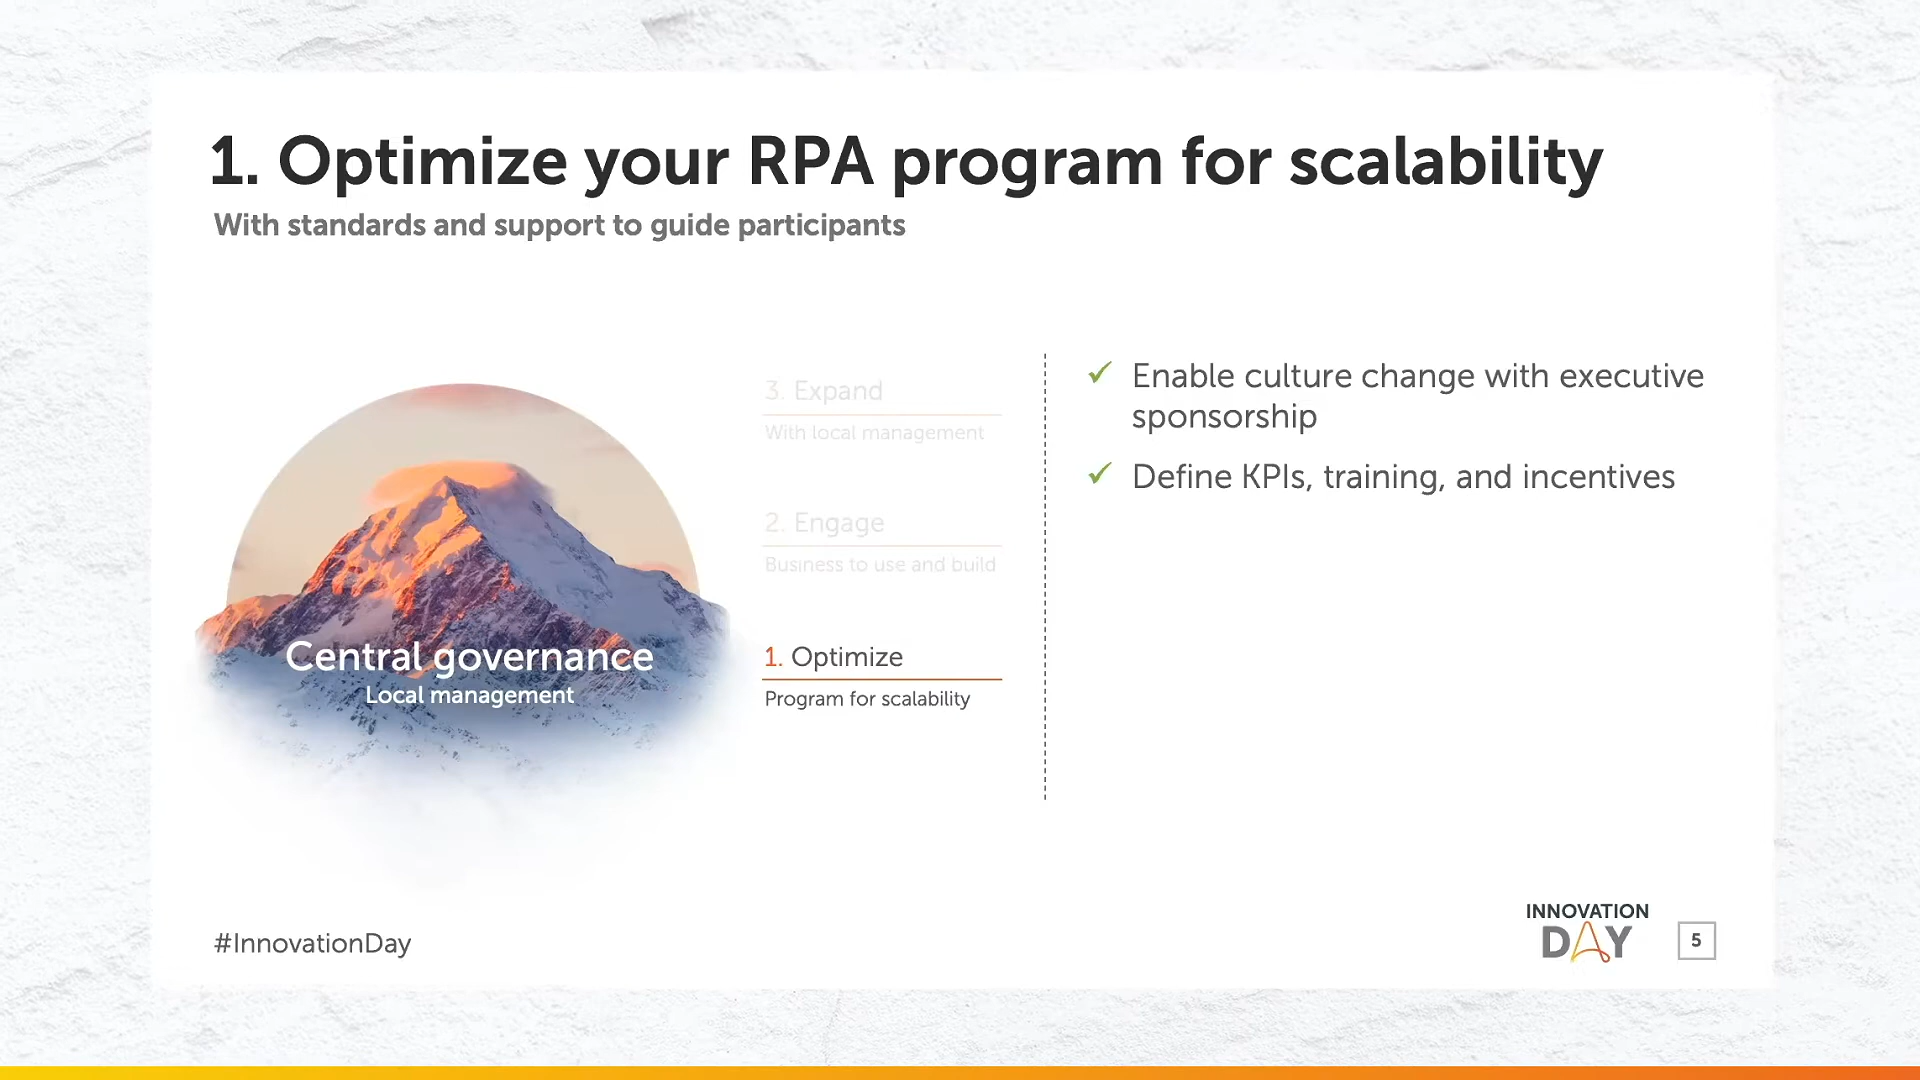 1. Optimize your RPA program for scalability
With standards and support to guide participants
3. Expand
With local management
2. Engage
Business to use and build
1. Optimize
Program for scalability
Central governance
Local management
Enable culture change with executive
sponsorship
Define KPIs, training, and incentives
#InnovationDay
INNOVATION
DAY
5